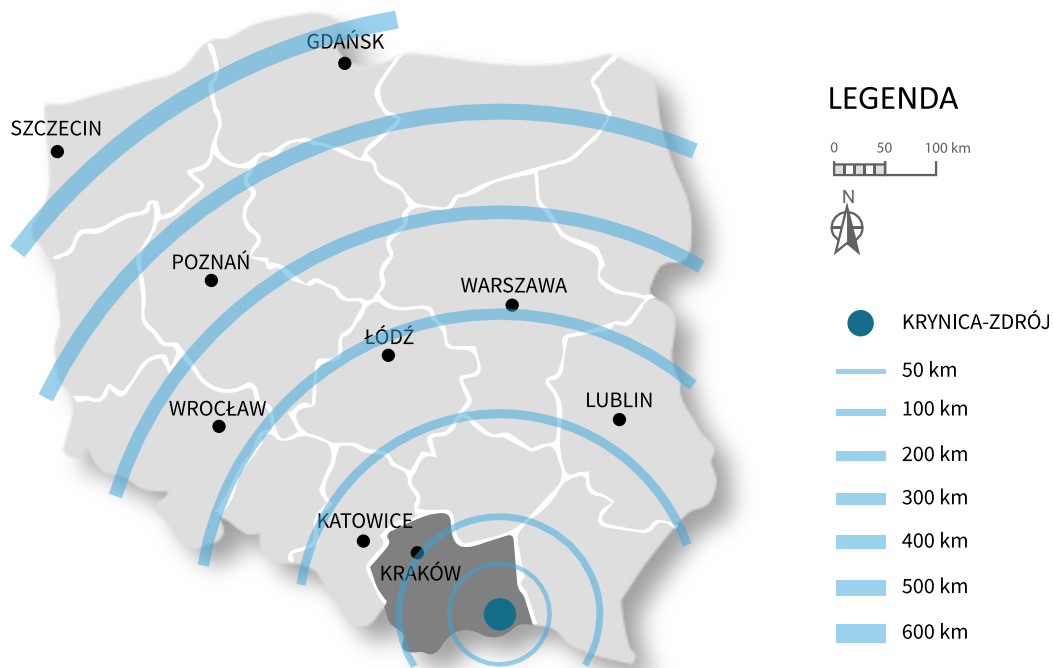 GDAŃSK
SZCZECIN
POZNAŃ
WARSZAWA
ŁÓDŹ
WROCŁAW
LUBLIN
KATOWICE
KRAKÓW
LEGENDA
0 50 100 km
N
KRYNICA-ZDRÓJ
50 km
100 km
200 km
300 km
400 km
500 km
600 km